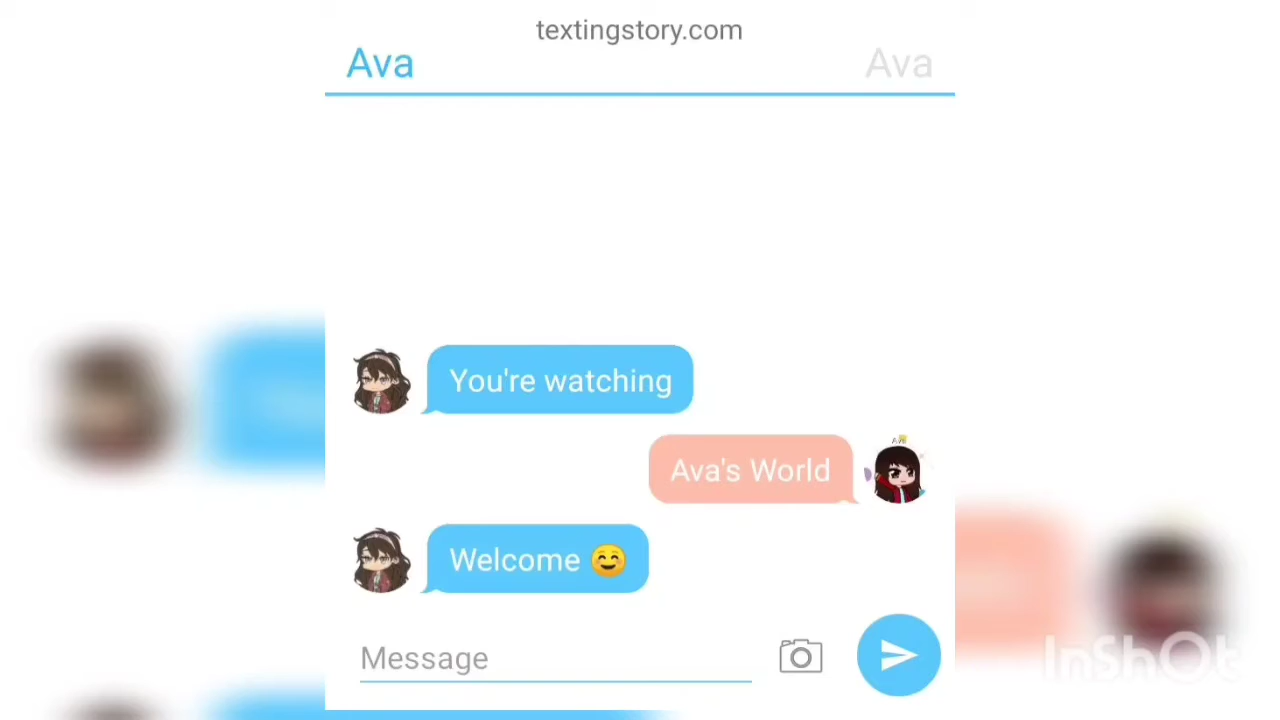 textingstory.com
Ava
Ava
You're watching
Ava's World
Welcome ☺️
Message
InShOt